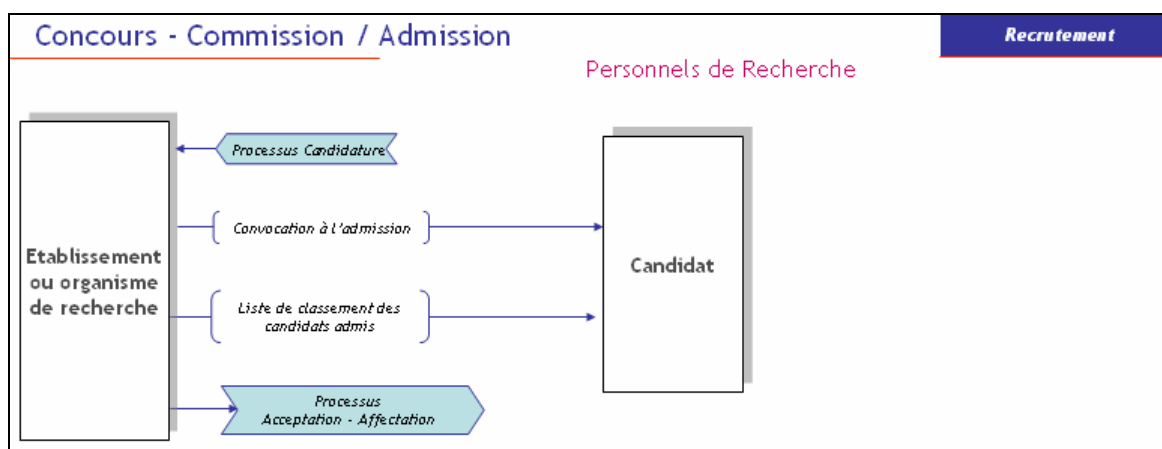 Concours - Commission / Admission
Recrutement
Personnels de Recherche
Processus Candidature
Convocation à l'admission
Etablissement
ou organisme
de recherche
Candidat
Liste de classement des
candidats admis
Processus
Acceptation - Affectation